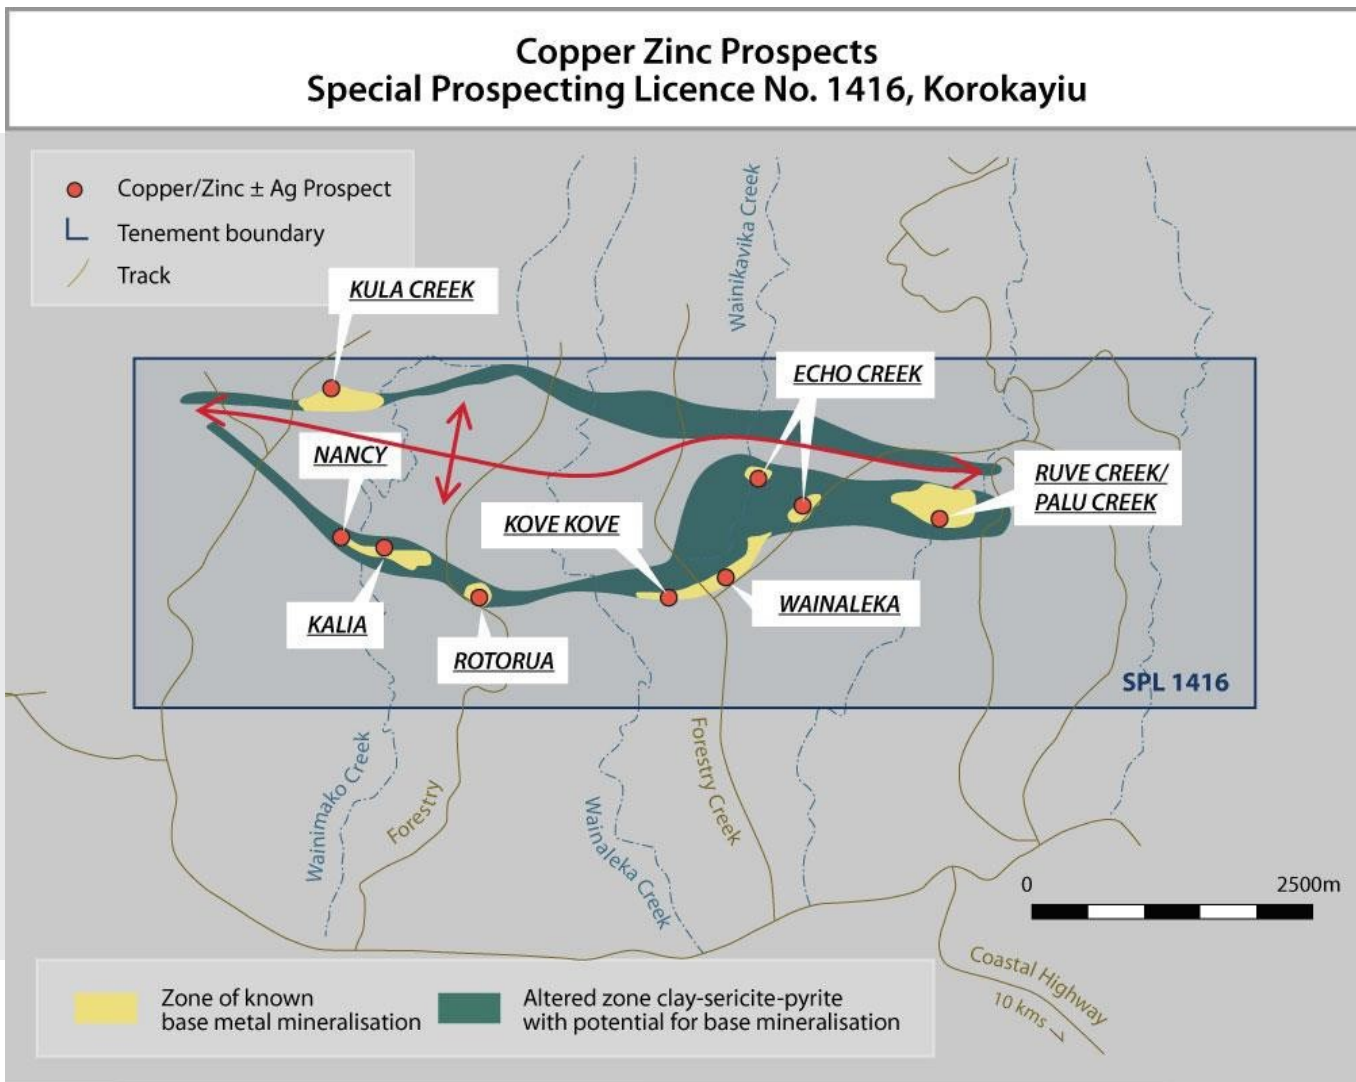 Copper Zinc Prospects
Special Prospecting Licence No. 1416, Korokayiu
Copper/Zinc ± Ag Prospect
Tenement boundary
Track
KULA CREEK
Wainikavika Creek
ECHO CREEK
NANCY
RUVE CREEK/
PALU CREEK
KOVE KOVE
KALIA
WAINALEKA
ROTORUA
SPL 1416
Wainimako Creek
Forestry
Wainaleka Creek
Forestry Creek
0 2500m
Coastal Highway
10 kms
Zone of known
base metal mineralisation
Altered zone clay-sericite-pyrite
with potential for base mineralisation